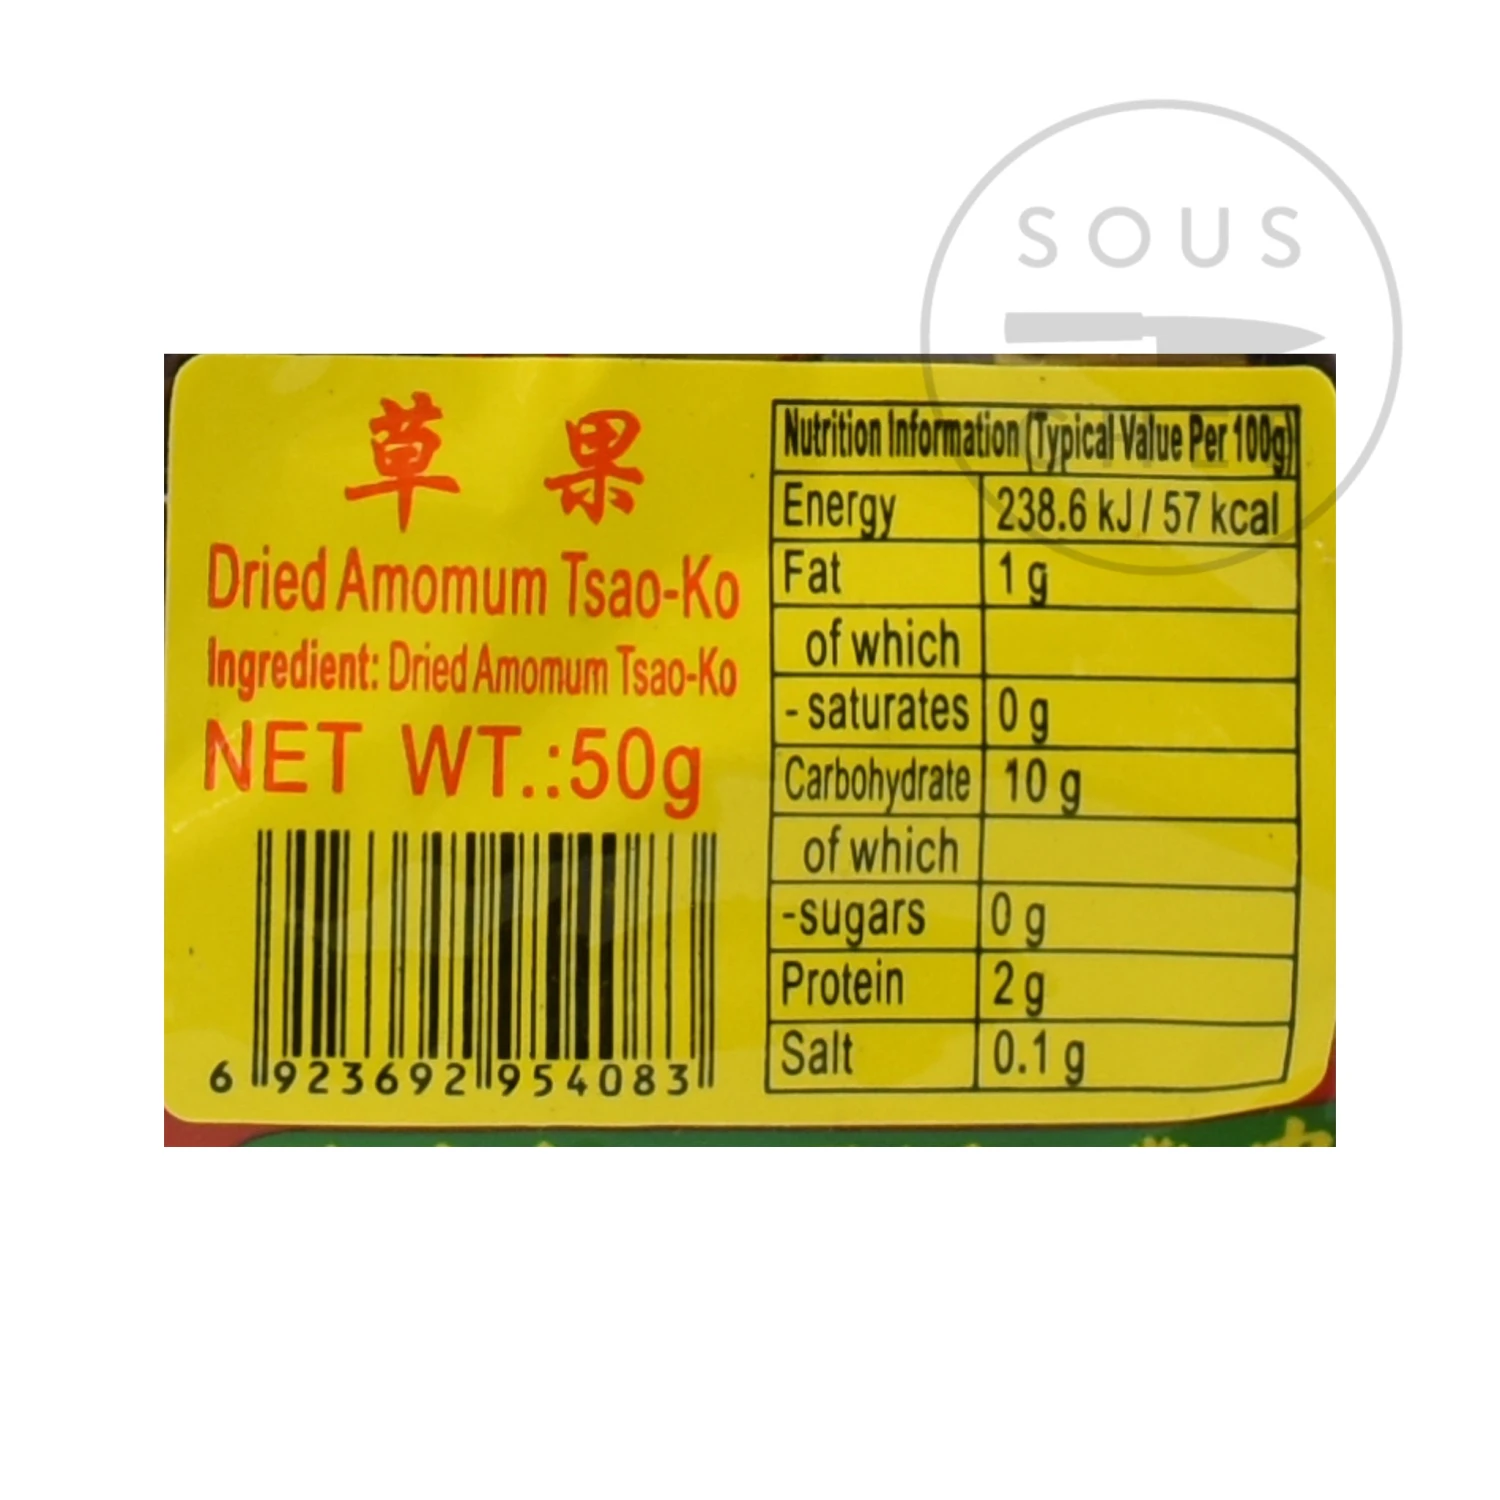 SOUS
草果
Dried Amomum Tsao-Ko
Ingredient: Dried Amomum Tsao-Ko
NET WT.:50g
6 923692 954083
Nutrition Information (Typical Value Per 100g)
Energy 238.6 kJ / 57 kcal
Fat 1 g
of which
- saturates 0 g
Carbohydrate 10 g
of which
-sugars 0 g
Protein 2 g
Salt 0.1 g